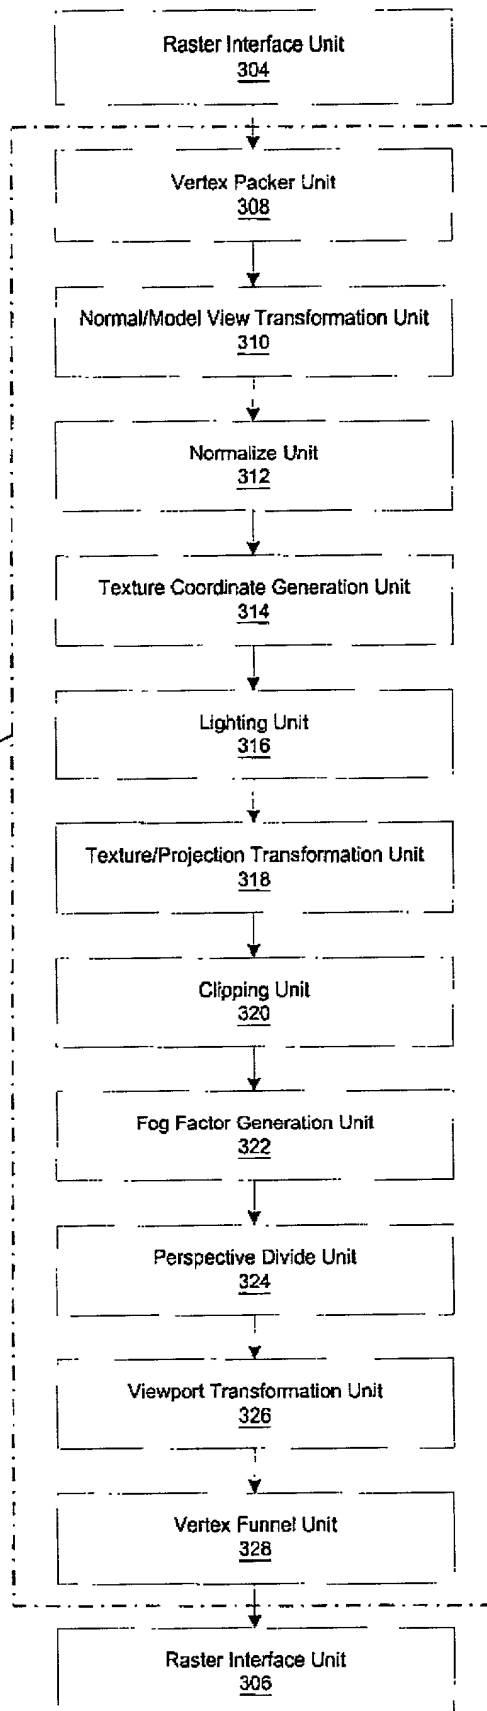 Raster Interface Unit
304
Vertex Packer Unit
308
Normal/Model View Transformation Unit
310
Normalize Unit
312
Texture Coordinate Generation Unit
314
Lighting Unit
316
Texture/Projection Transformation Unit
318
Clipping Unit
320
Fog Factor Generation Unit
322
Perspective Divide Unit
324
Viewport Transformation Unit
326
Vertex Funnel Unit
328
Raster Interface Unit
306